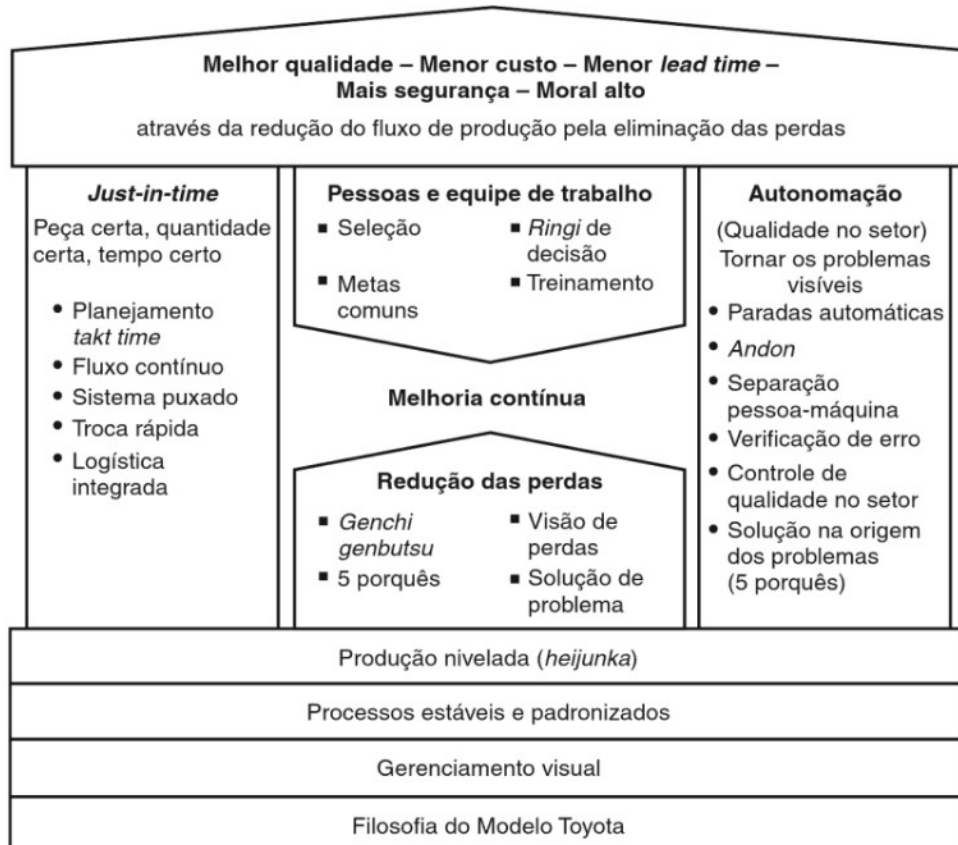 Melhor qualidade – Menor custo – Menor lead time –
Mais segurança – Moral alto
através da redução do fluxo de produção pela eliminação das perdas
Just-in-time
Peça certa, quantidade
certa, tempo certo
• Planejamento
takt time
• Fluxo contínuo
• Sistema puxado
• Troca rápida
• Logística
integrada
Pessoas e equipe de trabalho
▪ Seleção
▪ Metas
comuns
▪ Ringi de
decisão
▪ Treinamento
Melhoria contínua
Redução das perdas
▪ Genchi
genbutsu
▪ 5 porquês
▪ Visão de
perdas
▪ Solução de
problema
Autonomação
(Qualidade no setor)
Tornar os problemas
visíveis
• Paradas automáticas
• Andon
• Separação
pessoa-máquina
• Verificação de erro
• Controle de
qualidade no setor
• Solução na origem
dos problemas
(5 porquês)
Produção nivelada (heijunka)
Processos estáveis e padronizados
Gerenciamento visual
Filosofia do Modelo Toyota